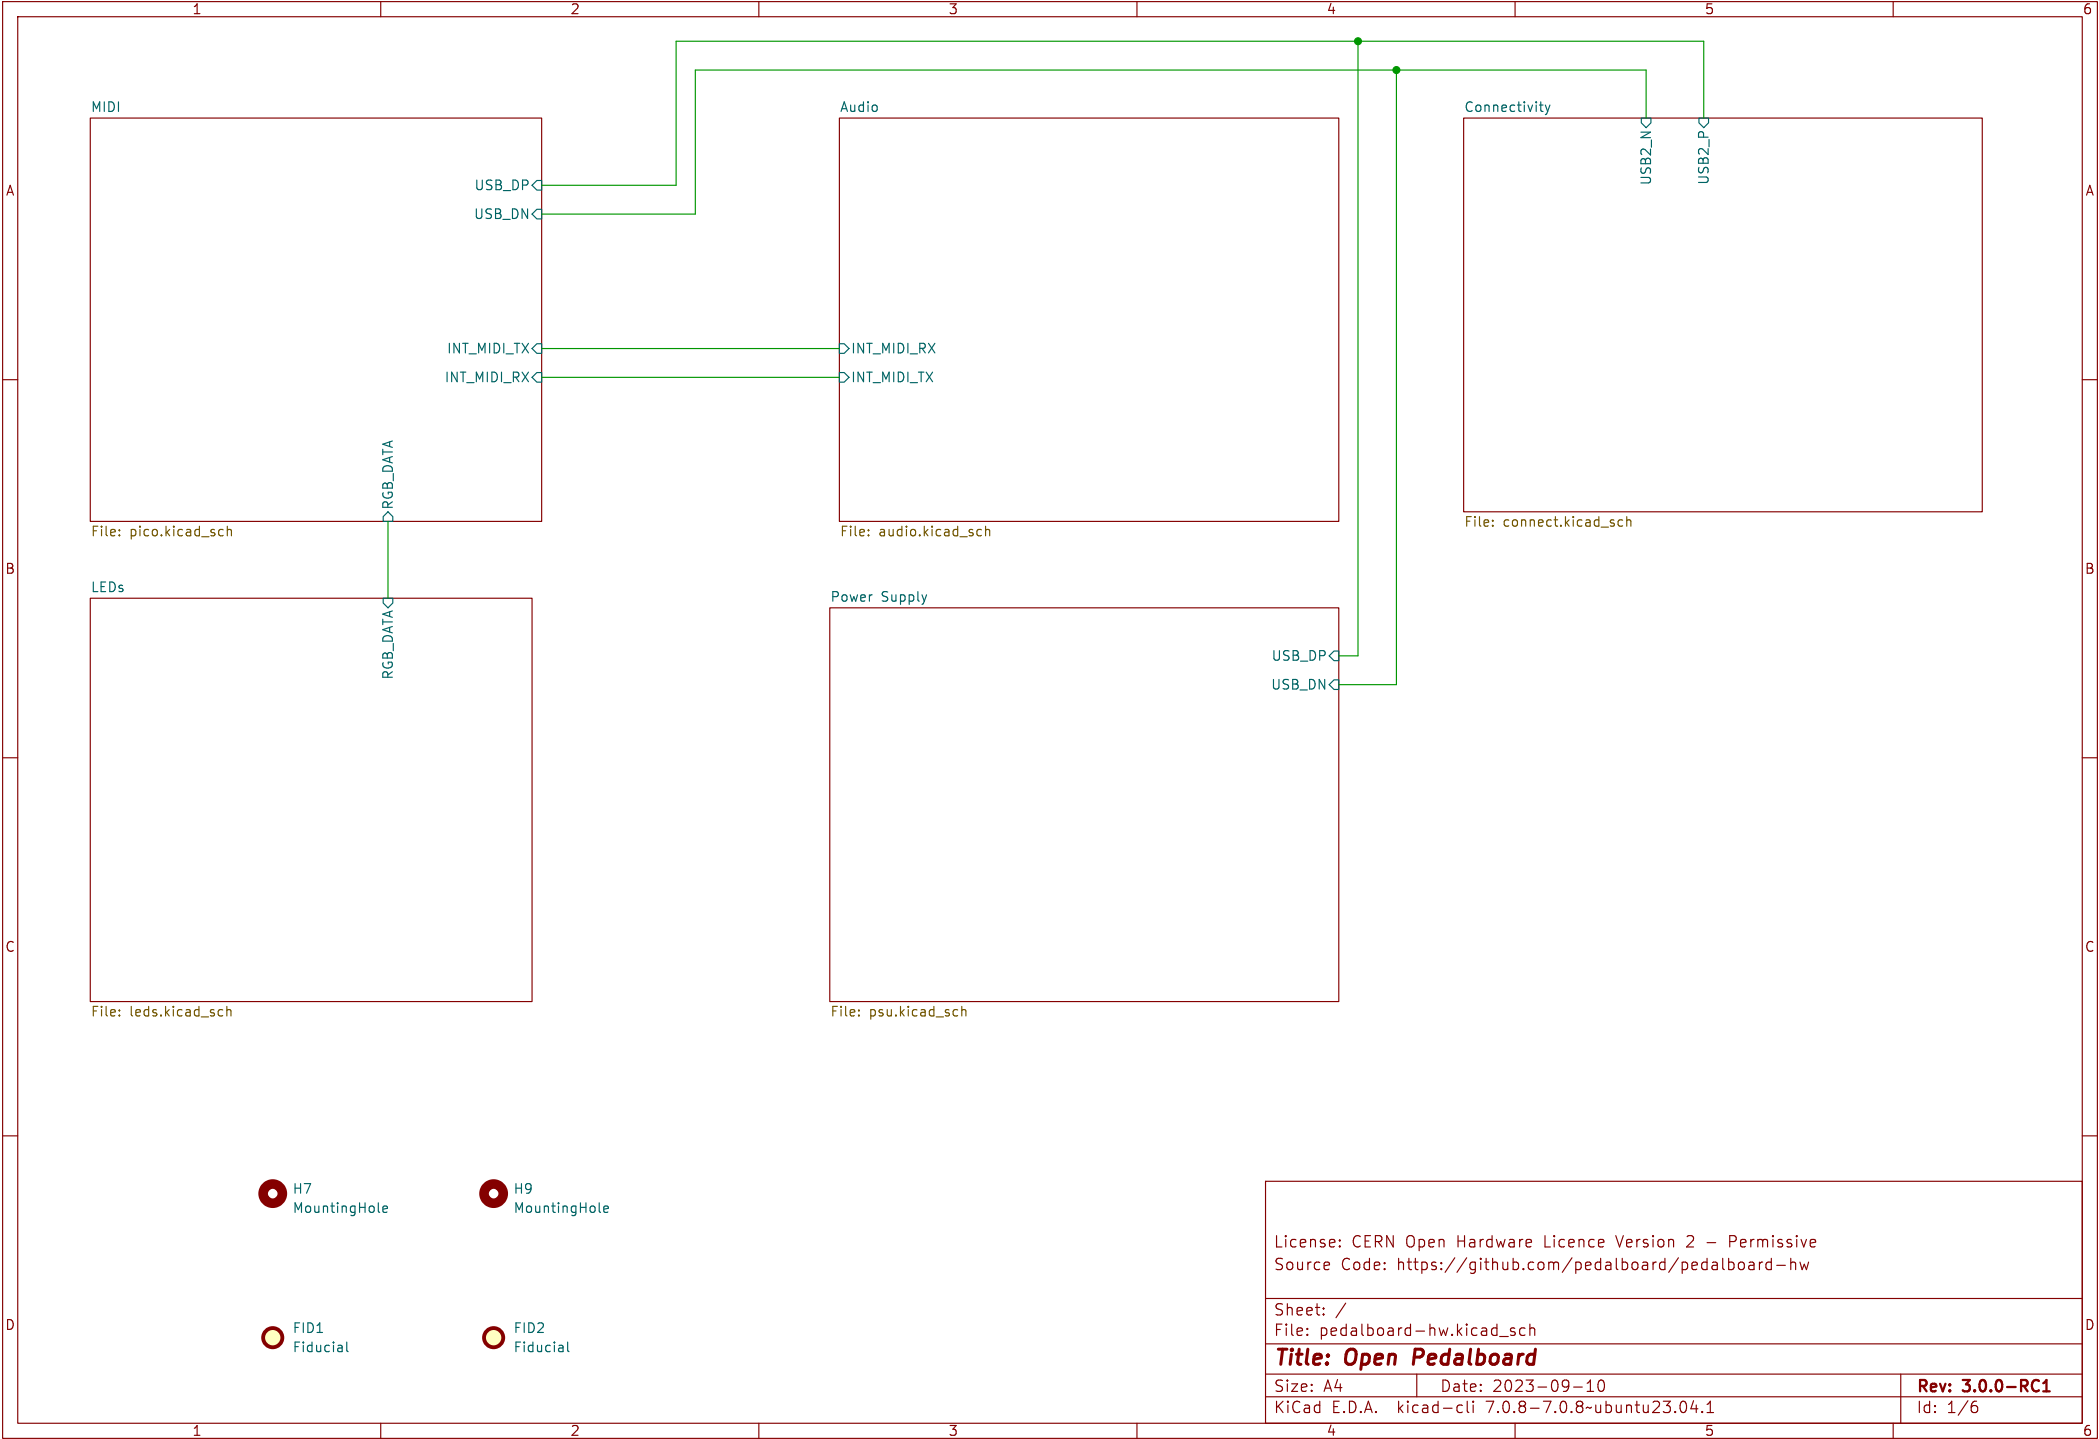 1 2 3 4 5 6
MIDI
Audio
Connectivity
USB_DP
USB_DN
USB2_N
USB2_P
A
A
INT_MIDI_TX
INT_MIDI_RX
INT_MIDI_RX
INT_MIDI_TX
RGB_DATA
File: pico.kicad_sch
File: audio.kicad_sch
File: connect.kicad_sch
B
B
LEDs
Power Supply
RGB_DATA
USB_DP
USB_DN
C
C
File: leds.kicad_sch
File: psu.kicad_sch
H7
MountingHole
H9
MountingHole
FID1
Fiducial
FID2
Fiducial
D
D
License: CERN Open Hardware Licence Version 2 - Permissive
Source Code: https://github.com/pedalboard/pedalboard-hw
Sheet: /
File: pedalboard-hw.kicad_sch
Title: Open Pedalboard
Size: A4
Date: 2023-09-10
Rev: 3.0.0-RC1
KiCad E.D.A. kicad-cli 7.0.8-7.0.8~ubuntu23.04.1
Id: 1/6
1 2 3 4 5 6